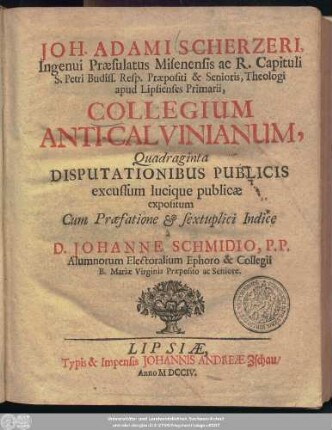 JOH. ADAMI SCHERZERI,
Ingenui Præsulatus Misenensis ac R. Capituli
S. Petri Budiss. Resp. Præpositi & Senioris, Theologi
apud Lipsienses Primarii,
COLLEGIUM
ANTI-CALVINIANUM,
Quadraginta
DISPUTATIONIBUS PUBLICIS
excussum lucique publicæ
expositum
Cum Præfatione & sextuplici Indice
à
D. JOHANNE SCHMIDIO, P.P.
Alumnorum Electoralium Ephoro & Collegii
B. Mariæ Virginis Præposito ac Seniore.
LIPSIÆ,
Typis & Impensis JOHANNIS ANDREÆ Zschau/
Anno M DCCIV.